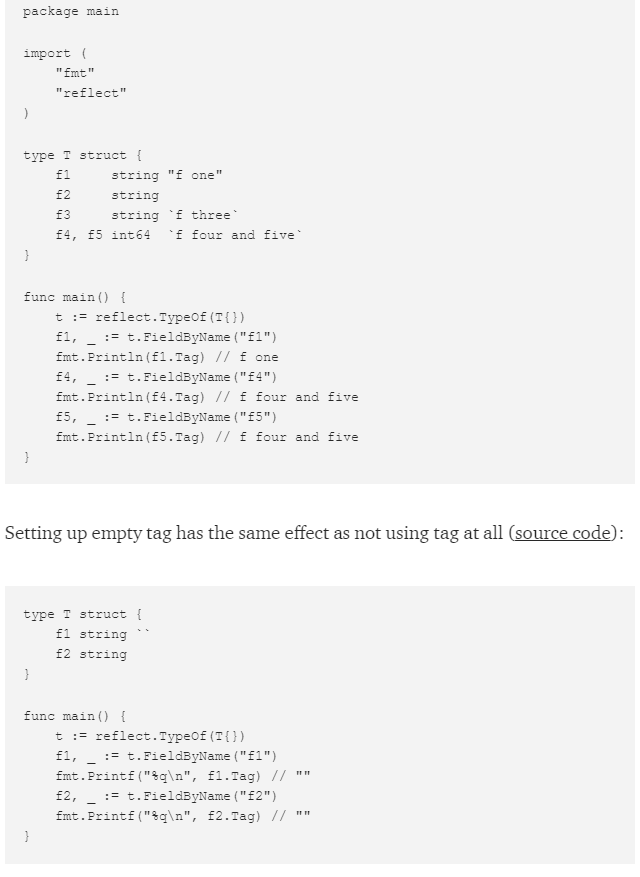 package main
import (
    "fmt"
    "reflect"
)
type T struct {
    f1     string "f one"
    f2     string
    f3     string `f three`
    f4, f5 int64  `f four and five`
}
func main() {
    t := reflect.TypeOf(T{})
    f1, _ := t.FieldByName("f1")
    fmt.Println(f1.Tag) // f one
    f4, _ := t.FieldByName("f4")
    fmt.Println(f4.Tag) // f four and five
    f5, _ := t.FieldByName("f5")
    fmt.Println(f5.Tag) // f four and five
}
Setting up empty tag has the same effect as not using tag at all (source code):
type T struct {
    f1 string ``
    f2 string
}
func main() {
    t := reflect.TypeOf(T{})
    f1, _ := t.FieldByName("f1")
    fmt.Printf("%q\n", f1.Tag) // ""
    f2, _ := t.FieldByName("f2")
    fmt.Printf("%q\n", f2.Tag) // ""
}